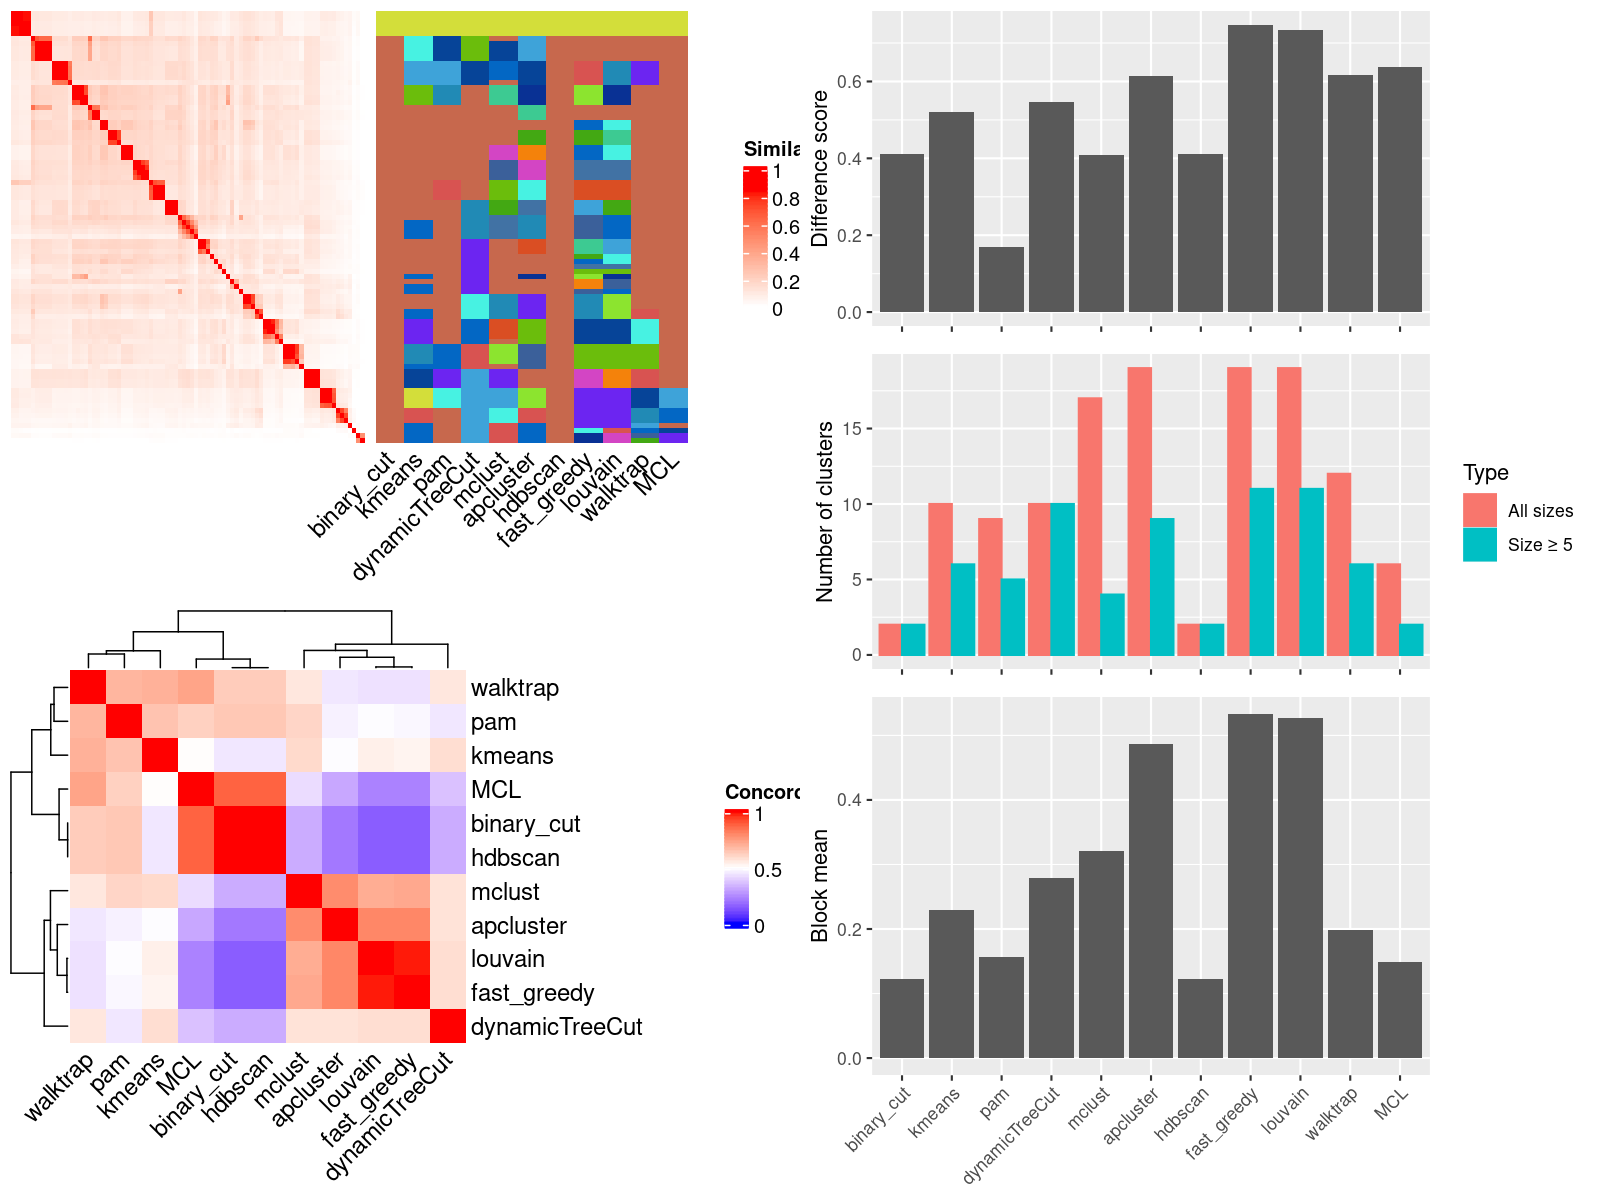 Simila
1
0.8
0.6
0.4
0.2
0
binary_cut
kmeans
pam
dynamicTreeCut
mclust
apcluster
hdbscan
fast_greedy
louvain
walktrap
MCL
walktrap
pam
kmeans
MCL
binary_cut
hdbscan
mclust
apcluster
louvain
fast_greedy
dynamicTreeCut
walktrap
pam
kmeans
MCL
binary_cut
hdbscan
mclust
apcluster
louvain
fast_greedy
dynamicTreeCut
Concord
1
0.5
0
Difference score
0.6
0.4
0.2
0.0
Number of clusters
15
10
5
0
Type
All sizes
Size ≥ 5
Block mean
0.4
0.2
0.0
binary_cut
kmeans
pam
dynamicTreeCut
mclust
apcluster
hdbscan
fast_greedy
louvain
walktrap
MCL